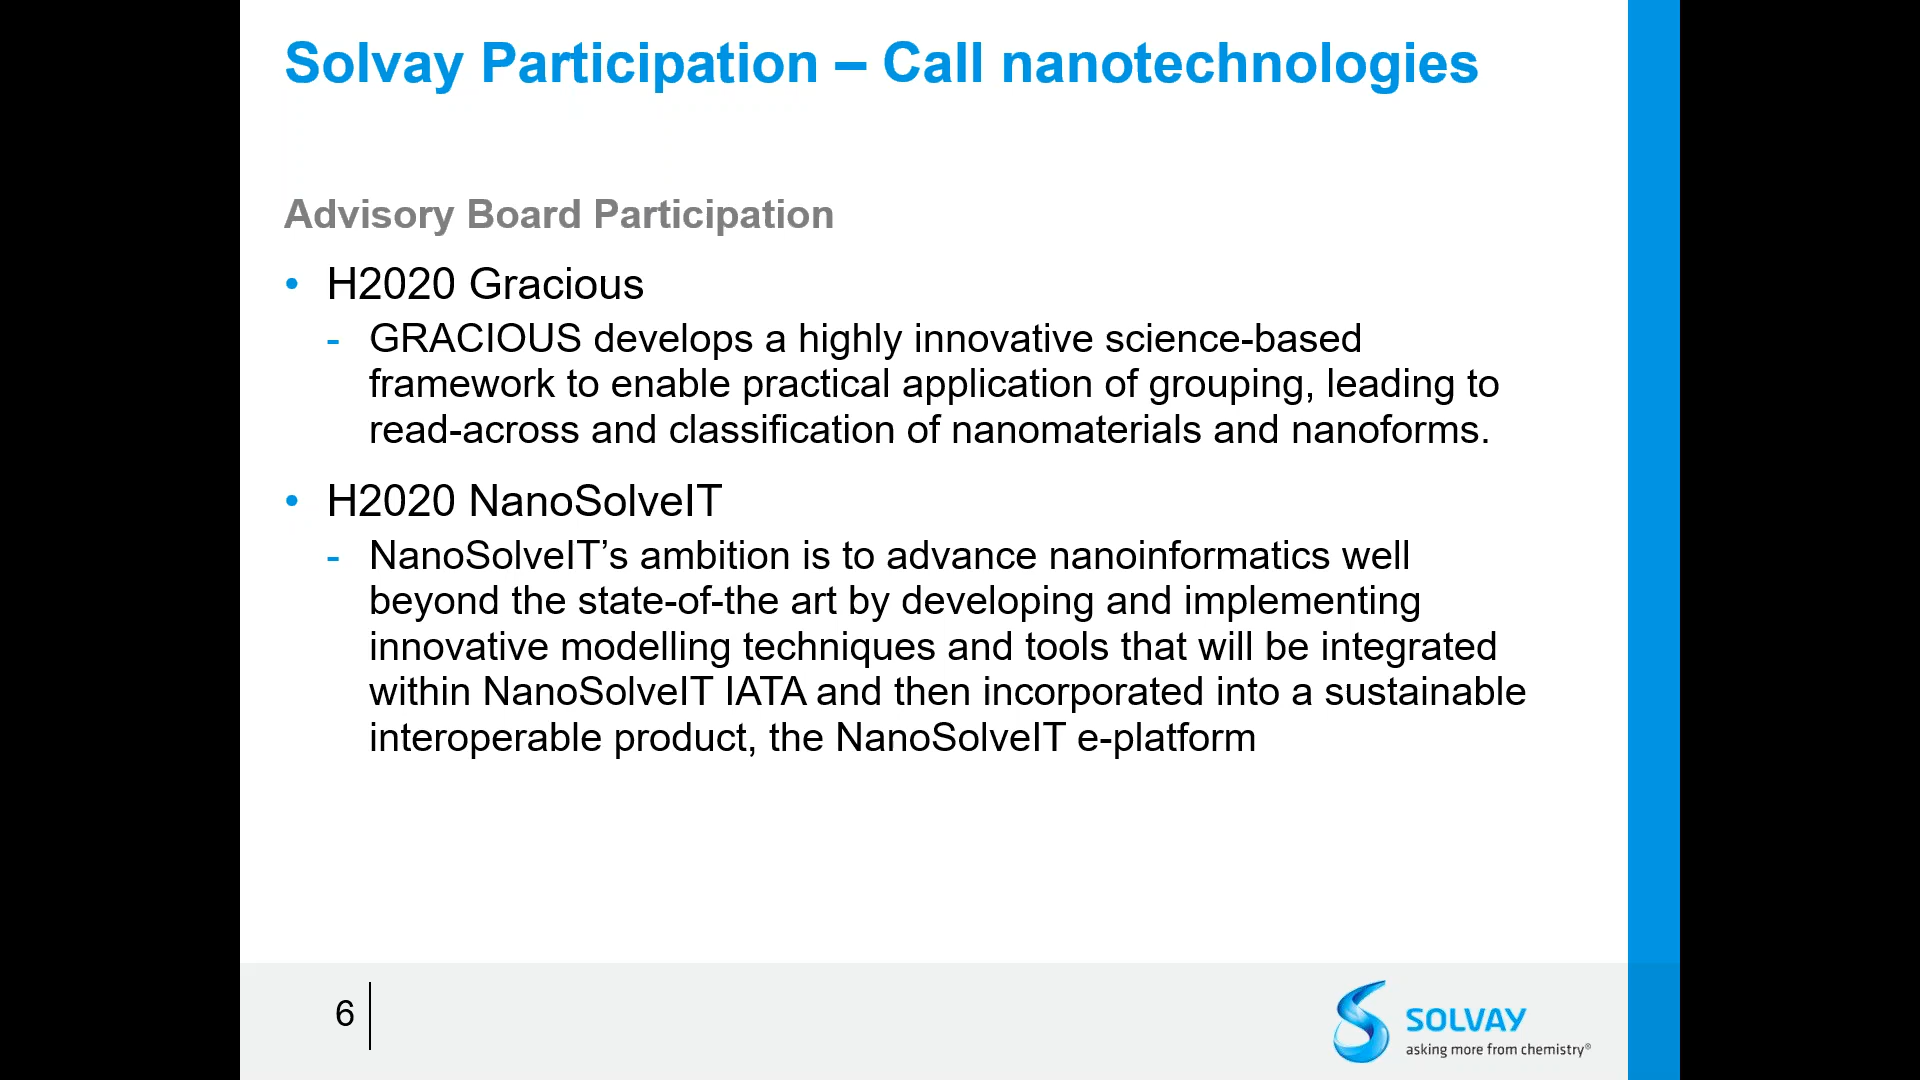 Solvay Participation – Call nanotechnologies
Advisory Board Participation
• H2020 Gracious
- GRACIOUS develops a highly innovative science-based
framework to enable practical application of grouping, leading to
read-across and classification of nanomaterials and nanoforms.
• H2020 NanoSolveIT
- NanoSolveIT’s ambition is to advance nanoinformatics well
beyond the state-of-the art by developing and implementing
innovative modelling techniques and tools that will be integrated
within NanoSolveIT IATA and then incorporated into a sustainable
interoperable product, the NanoSolveIT e-platform
6
SOLVAY
asking more from chemistry®